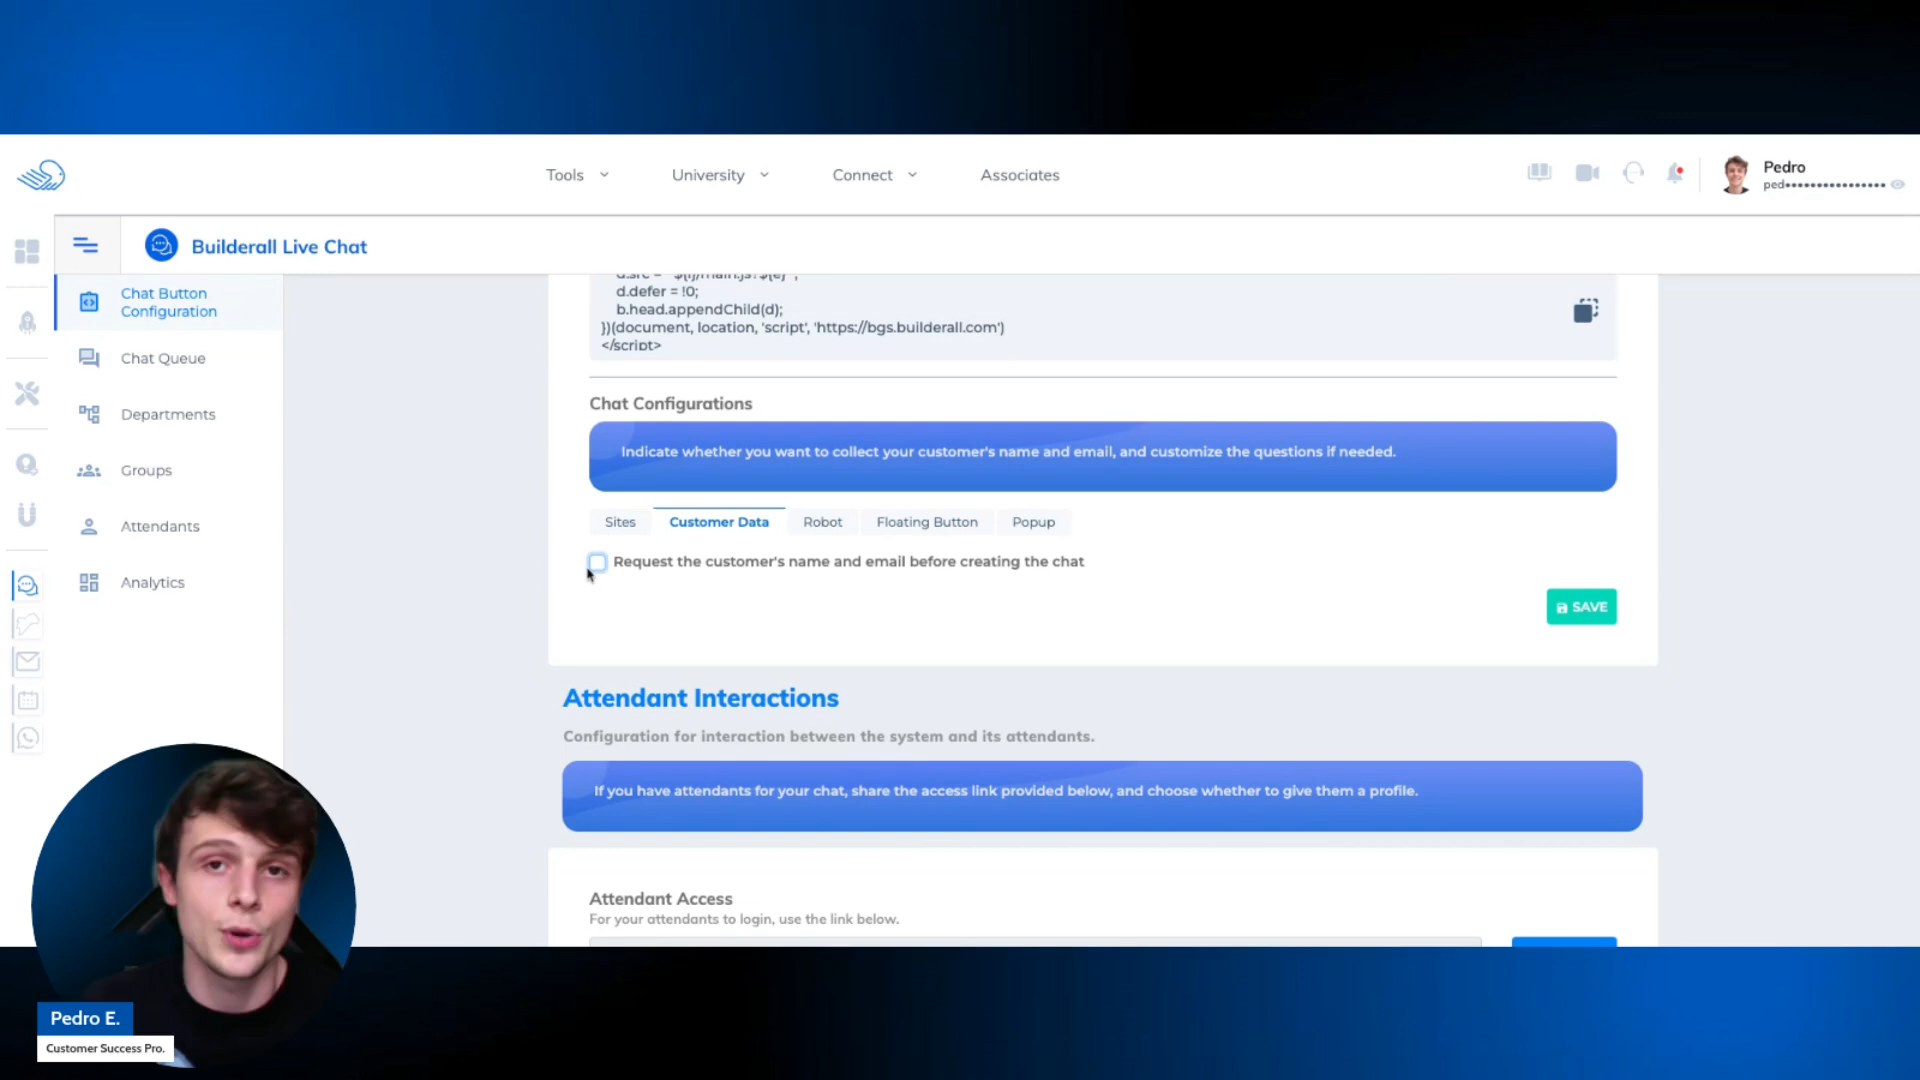 Tools
University
Connect
Associates
Pedro
ped••••••••••••••••
Builderall Live Chat
Chat Button
Configuration
Chat Queue
Departments
Groups
Attendants
Analytics
d.defer = !0;
b.head.appendChild(d);
})(document, location, 'script', 'https://bgs.builderall.com')
</script>
Chat Configurations
Indicate whether you want to collect your customer's name and email, and customize the questions if needed.
Sites
Customer Data
Robot
Floating Button
Popup
Request the customer's name and email before creating the chat
SAVE
Attendant Interactions
Configuration for interaction between the system and its attendants.
If you have attendants for your chat, share the access link provided below, and choose whether to give them a profile.
Attendant Access
For your attendants to login, use the link below.
Pedro E.
Customer Success Pro.